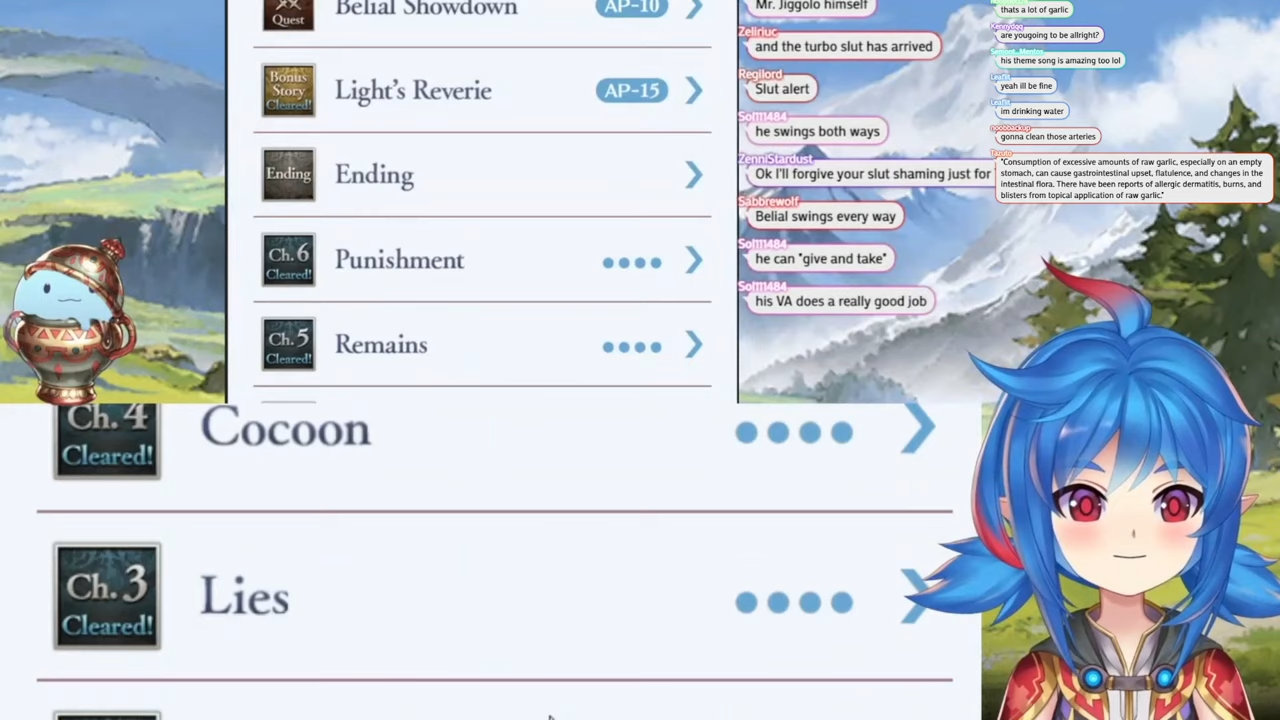 Quest
Belial Showdown
AP-10
Bonus
Story
Cleared!
Light's Reverie
AP-15
Ending
Ending
Ch.6
Cleared!
Punishment
Ch.5
Cleared!
Remains
Ch.4
Cleared!
Cocoon
Ch.3
Cleared!
Lies
Mr. Jiggolo himself
Zeliriuc
and the turbo slut has arrived
Regilord
Slut alert
Sol111484
he swings both ways
ZenniStardust
Ok I'll forgive your slut shaming just for
Sabbrewolf
Belial swings every way
Sol111484
he can "give and take"
Sol111484
his VA does a really good job
thats a lot of garlic
are yougoing to be allright?
his theme song is amazing too lol
yeah ill be fine
im drinking water
noobbackup
gonna clean those arteries
"Consumption of excessive amounts of raw garlic, especially on an empty
stomach, can cause gastrointestinal upset, flatulence, and changes in the
intestinal flora. There have been reports of allergic dermatitis, burns, and
blisters from topical application of raw garlic."